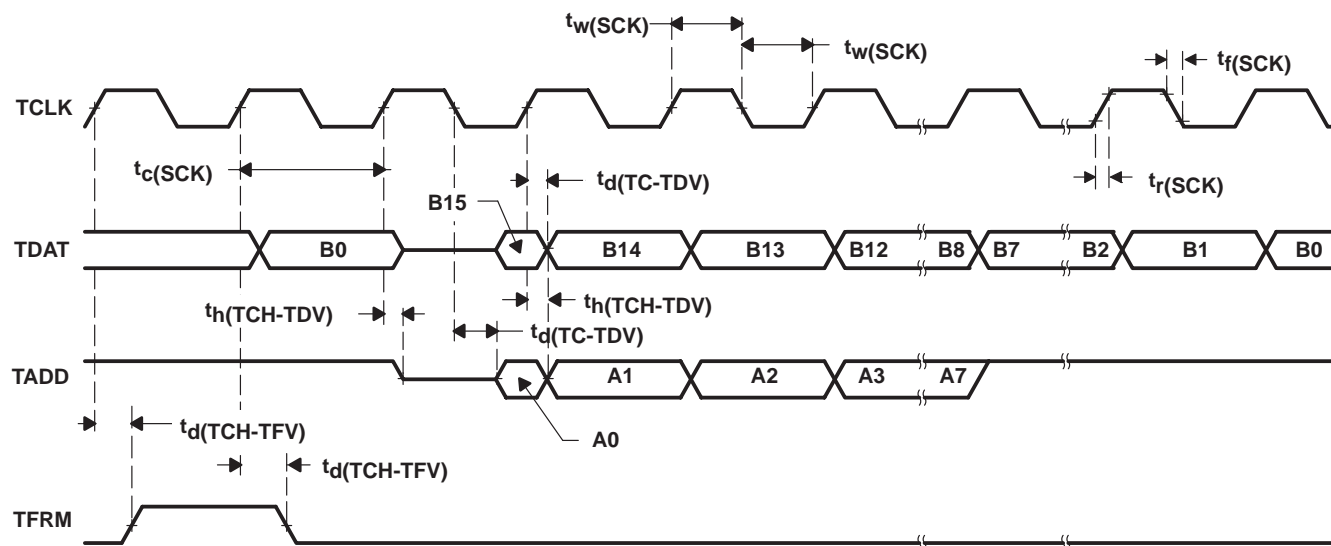 tw(SCK)
tw(SCK)
tf(SCK)
TCLK
tc(SCK)
td(TC-TDV)
tr(SCK)
B15
TDAT
B0
B14
B13
B12
B8
B7
B2
B1
B0
th(TCH-TDV)
th(TCH-TDV)
td(TC-TDV)
TADD
A1
A2
A3
A7
td(TCH-TFV)
A0
td(TCH-TFV)
TFRM